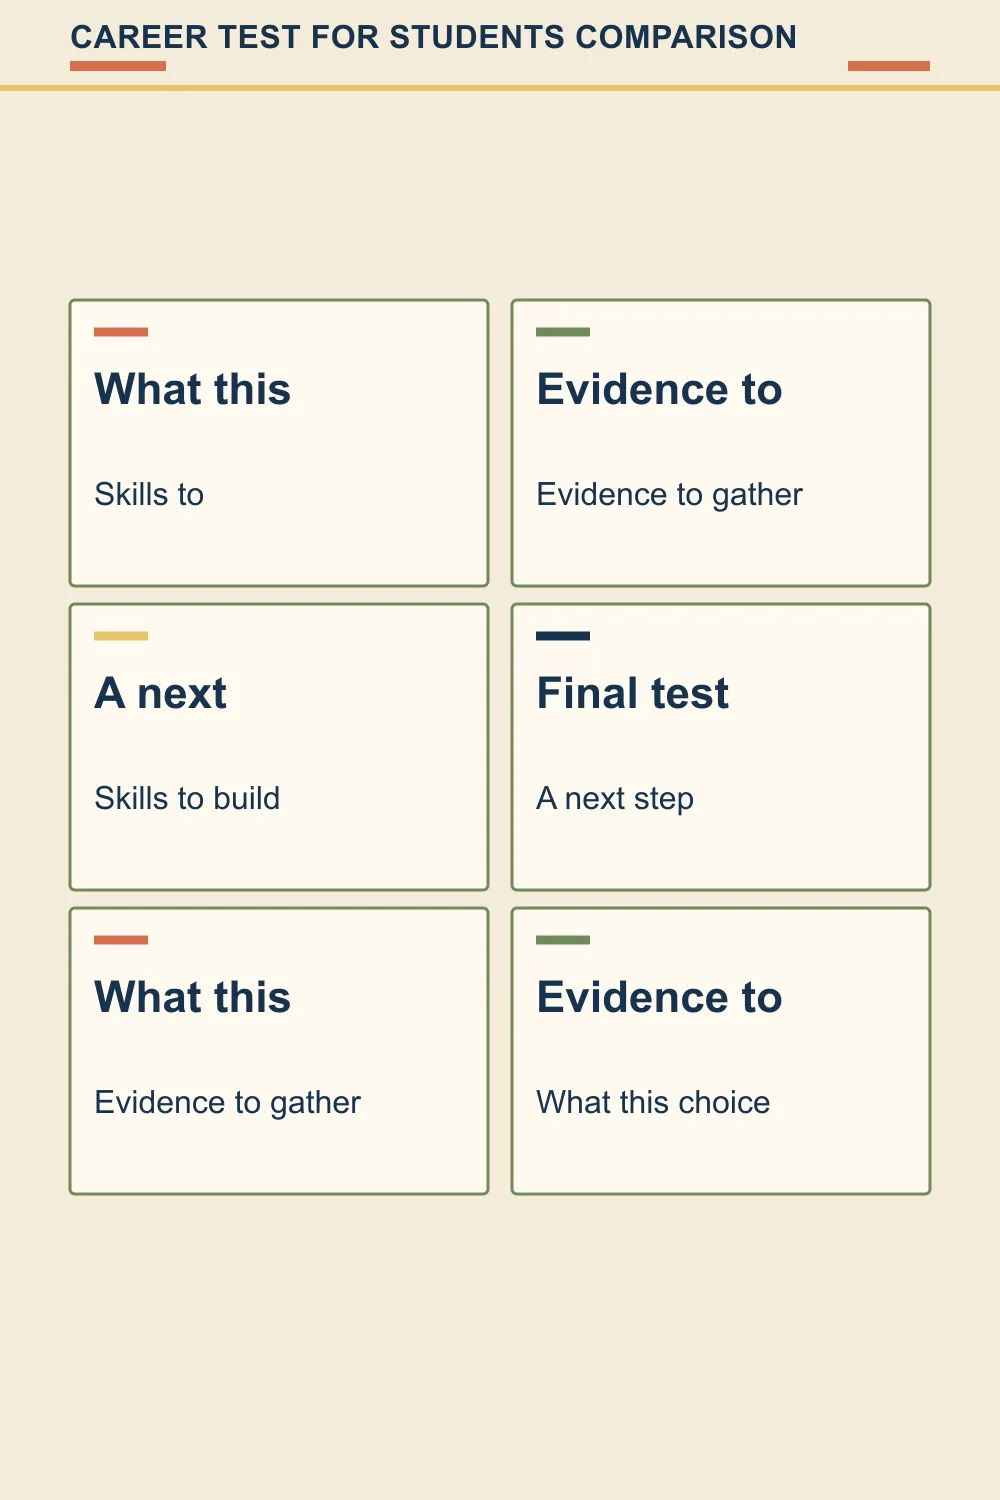 CAREER TEST FOR STUDENTS COMPARISON
What this
Skills to
Evidence to
Evidence to gather
A next
Skills to build
Final test
A next step
What this
Evidence to gather
Evidence to
What this choice